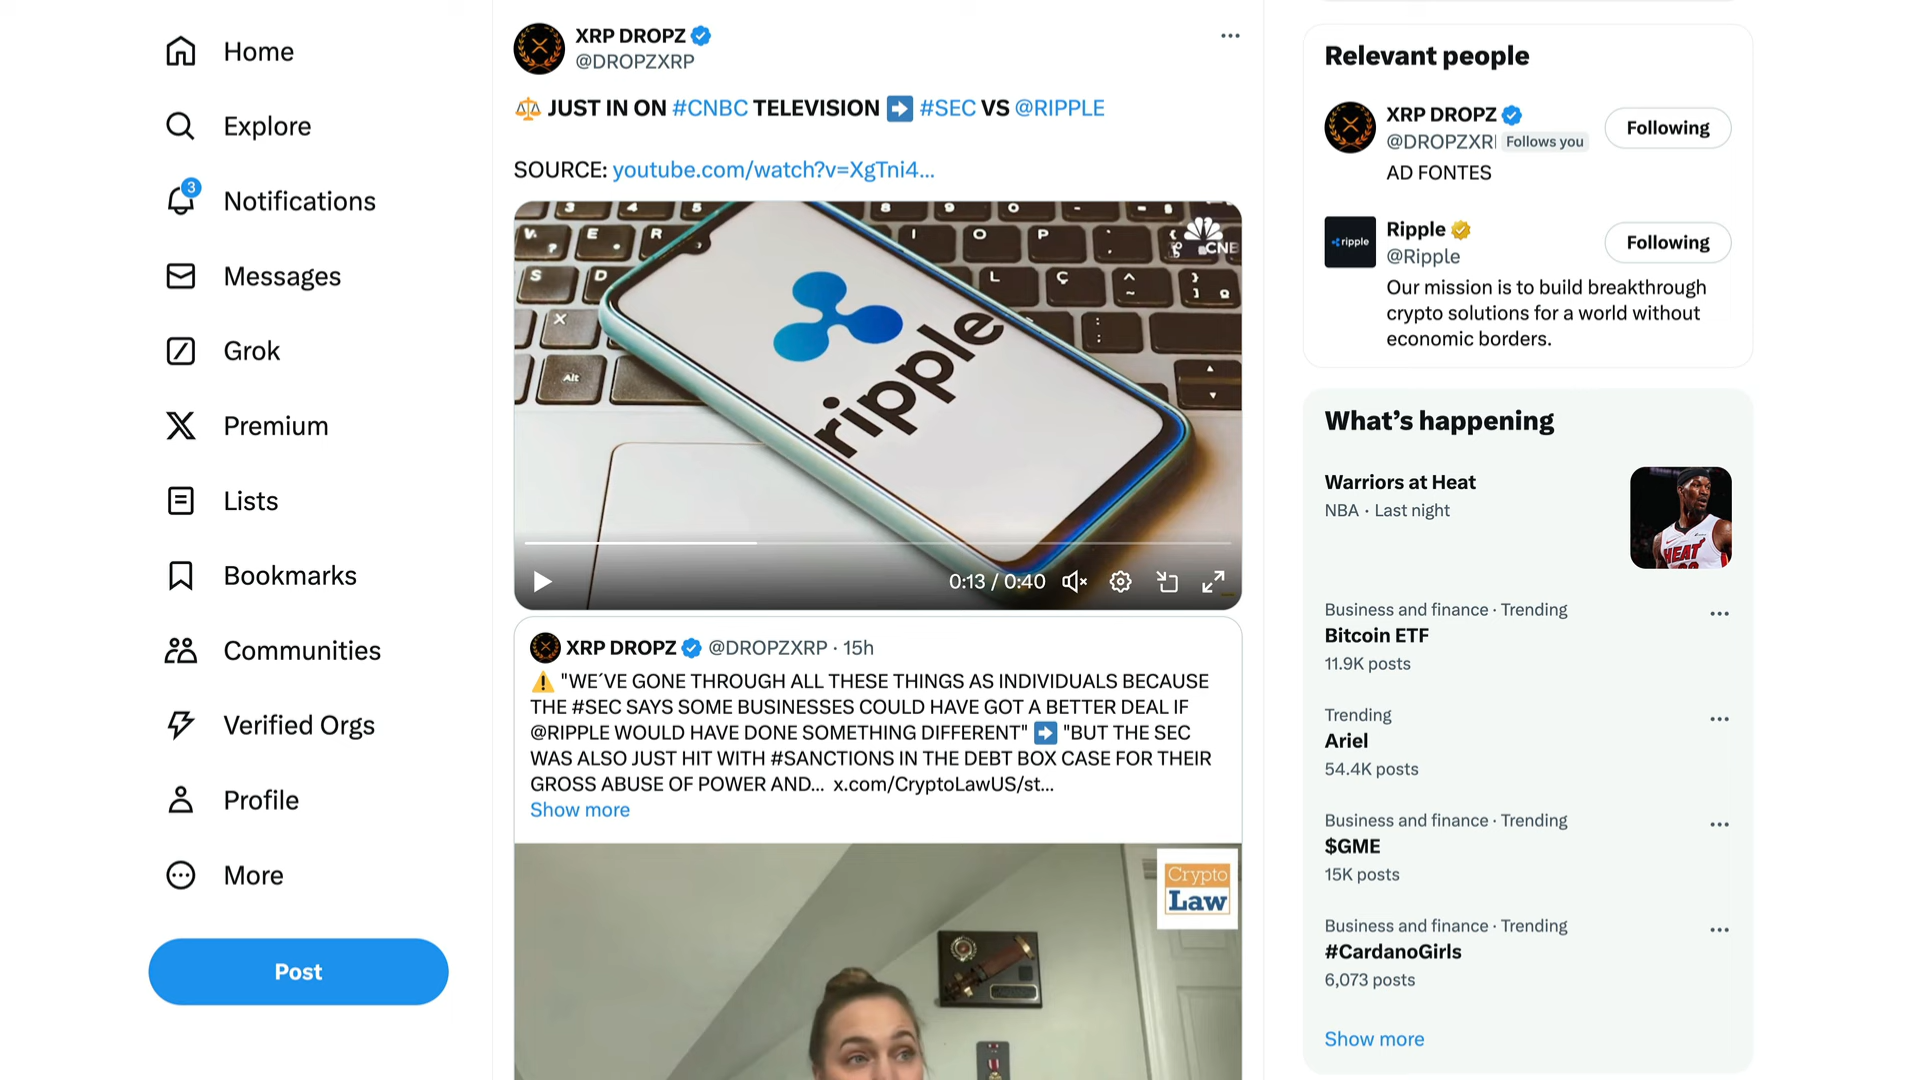 Home
Explore
3
Notifications
Messages
Grok
Premium
Lists
Bookmarks
Communities
Verified Orgs
Profile
More
Post
XRP DROPZ
@DROPZXRP
JUST IN ON #CNBC TELEVISION ➡ #SEC VS @RIPPLE
SOURCE: youtube.com/watch?v=XgTni4...
ripple
0:13 / 0:40
XRP DROPZ @DROPZXRP · 15h
"WE´VE GONE THROUGH ALL THESE THINGS AS INDIVIDUALS BECAUSE
THE #SEC SAYS SOME BUSINESSES COULD HAVE GOT A BETTER DEAL IF
@RIPPLE WOULD HAVE DONE SOMETHING DIFFERENT" ➡ "BUT THE SEC
WAS ALSO JUST HIT WITH #SANCTIONS IN THE DEBT BOX CASE FOR THEIR
GROSS ABUSE OF POWER AND... x.com/CryptoLawUS/st...
Show more
Crypto
Law
Relevant people
XRP DROPZ
@DROPZXR Follows you
Following
AD FONTES
ripple
Ripple
@Ripple
Following
Our mission is to build breakthrough
crypto solutions for a world without
economic borders.
What's happening
Warriors at Heat
NBA · Last night
HEAT
Business and finance · Trending
Bitcoin ETF
11.9K posts
Trending
Ariel
54.4K posts
Business and finance · Trending
$GME
15K posts
Business and finance · Trending
#CardanoGirls
6,073 posts
Show more